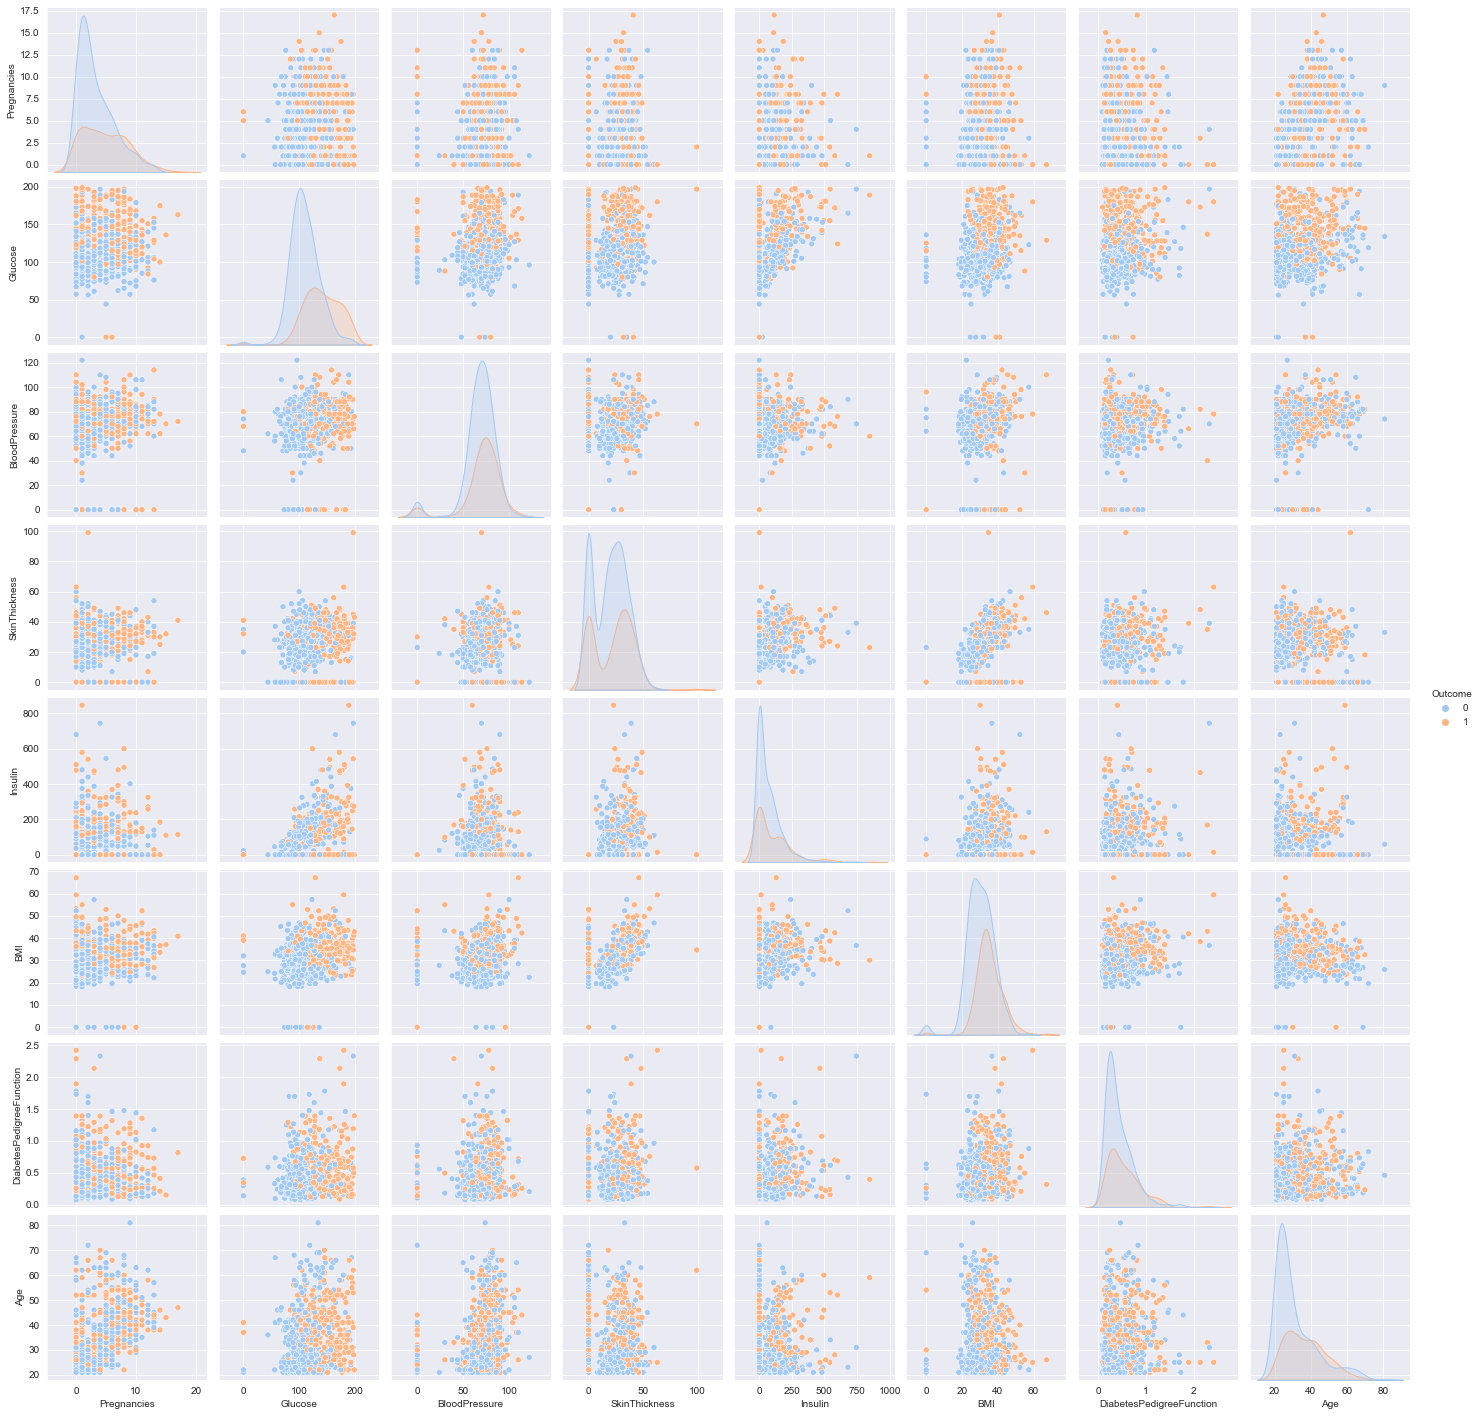 17.5
15.0
12.5
10.0
7.5
5.0
2.5
0.0
Pregnancies
200
150
100
50
0
Glucose
120
100
80
60
40
20
0
BloodPressure
100
80
60
40
20
0
SkinThickness
800
600
400
200
0
Insulin
70
60
50
40
30
20
10
0
BMI
2.5
2.0
1.5
1.0
0.5
0.0
DiabetesPedigreeFunction
80
70
60
50
40
30
20
Age
0 20
Pregnancies
0 100 200
Glucose
0 50 100
BloodPressure
0 50 100
SkinThickness
0 250 500 750 1000
Insulin
0 20 40 60
BMI
0 1 2
DiabetesPedigreeFunction
20 40 60 80
Age
Outcome
0
1